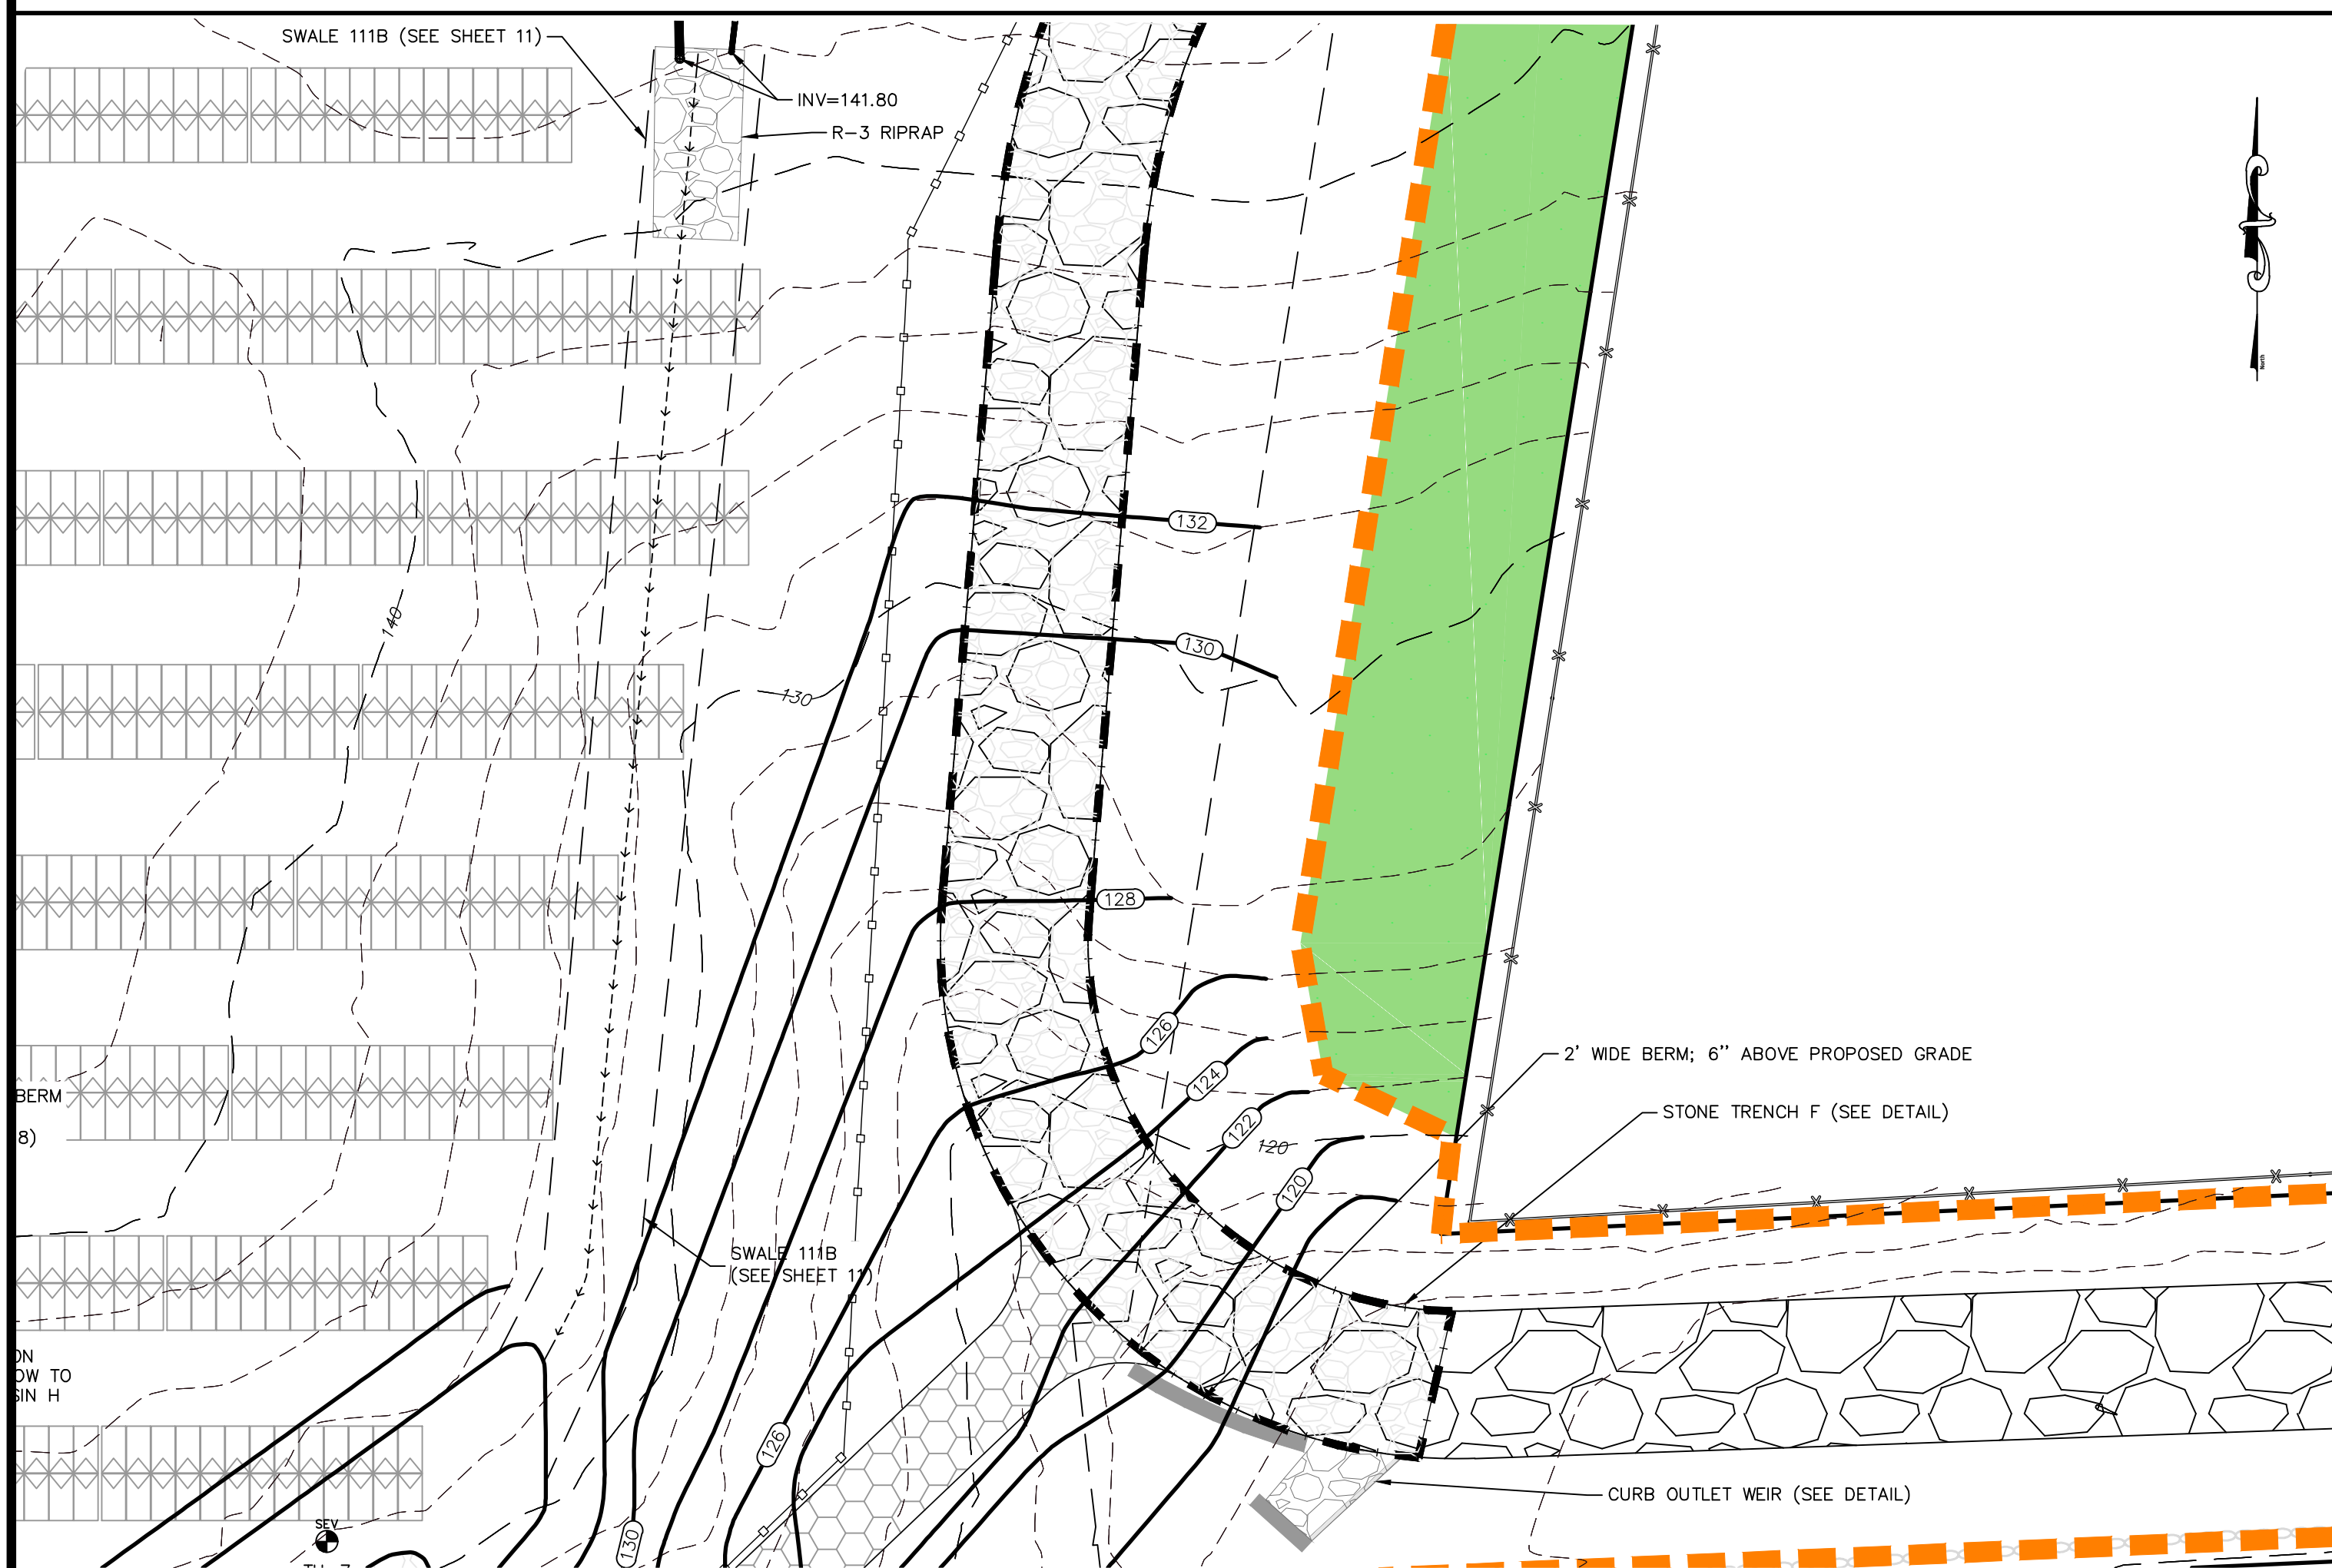 SWALE 111B (SEE SHEET 11)
INV=141.80
R-3 RIPRAP
North
132
140
130
130
128
126
2' WIDE BERM; 6" ABOVE PROPOSED GRADE
124
BERM
STONE TRENCH F (SEE DETAIL)
122
8)
120
120
SWALE 111B
(SEE SHEET 11)
ON
OW TO
SIN H
126
CURB OUTLET WEIR (SEE DETAIL)
SEV
130